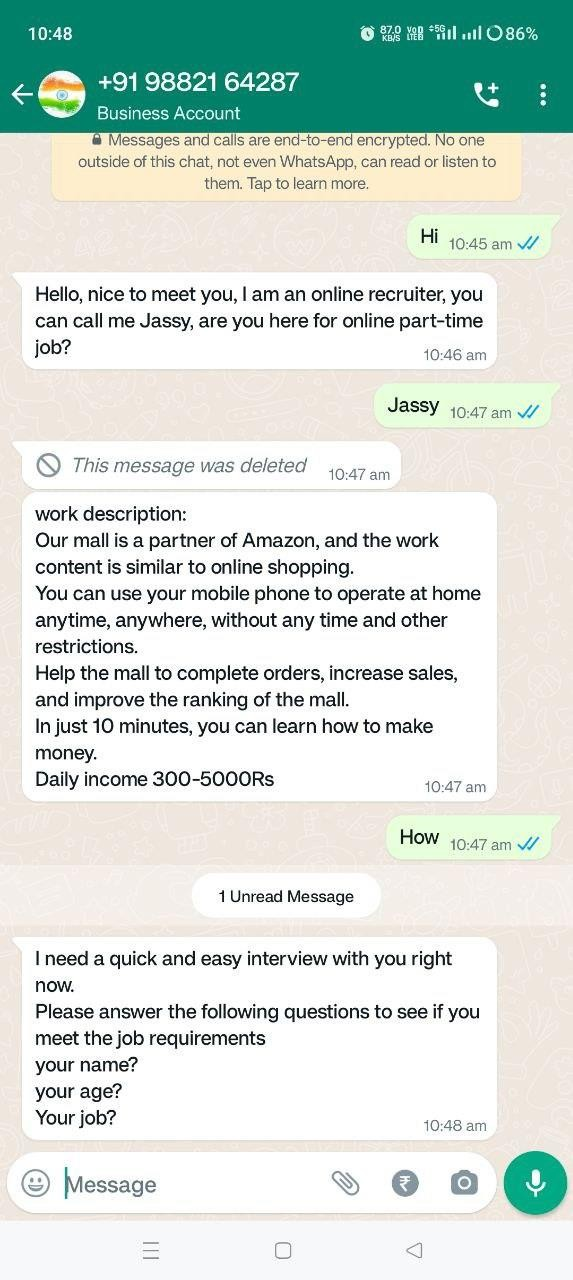 10:48
87.0 KB/S VoD LTE2 5G 86%
+91 98821 64287
Business Account
Messages and calls are end-to-end encrypted. No one
outside of this chat, not even WhatsApp, can read or listen to
them. Tap to learn more.
Hi 10:45 am
Hello, nice to meet you, I am an online recruiter, you
can call me Jassy, are you here for online part-time
job?
10:46 am
Jassy 10:47 am
This message was deleted 10:47 am
work description:
Our mall is a partner of Amazon, and the work
content is similar to online shopping.
You can use your mobile phone to operate at home
anytime, anywhere, without any time and other
restrictions.
Help the mall to complete orders, increase sales,
and improve the ranking of the mall.
In just 10 minutes, you can learn how to make
money.
Daily income 300-5000Rs
10:47 am
How 10:47 am
1 Unread Message
I need a quick and easy interview with you right
now.
Please answer the following questions to see if you
meet the job requirements
your name?
your age?
Your job?
10:48 am
Message ₹